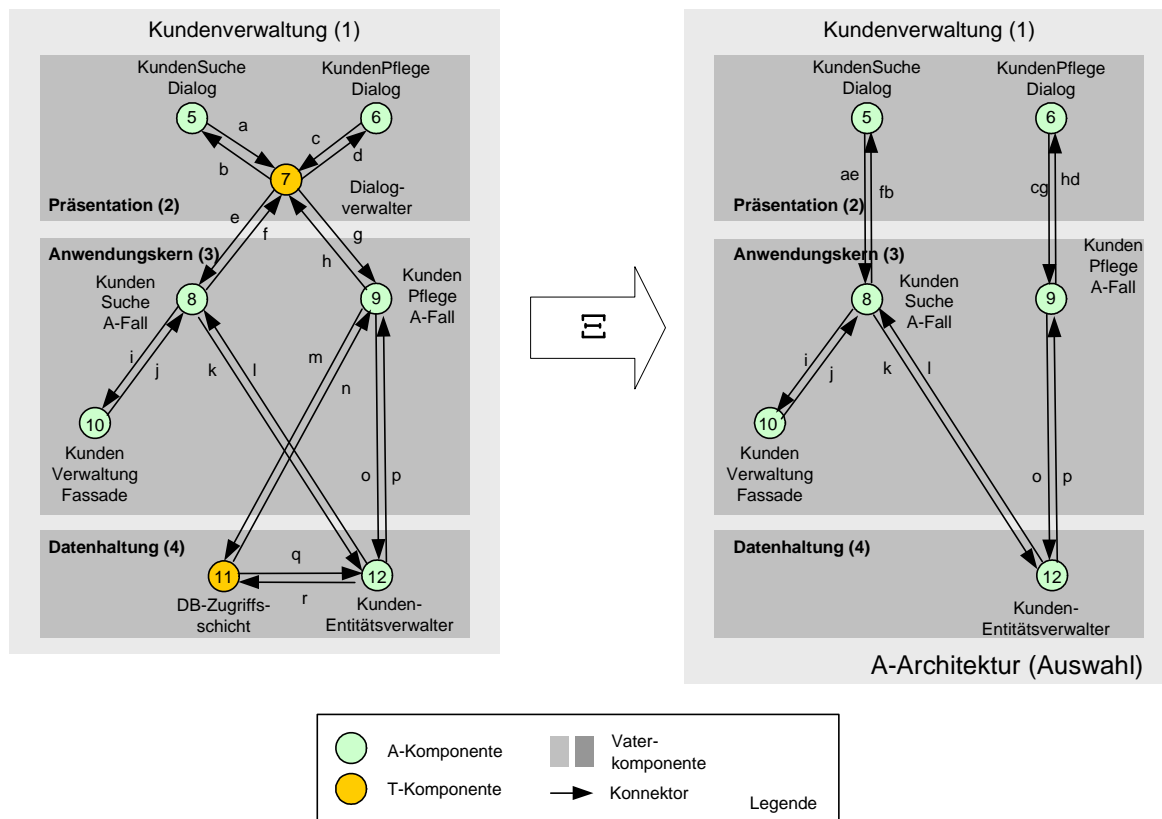 Kundenverwaltung (1)
KundenSuche
Dialog
KundenPflege
Dialog
5
6
a
c
b
d
7
Dialog-
verwalter
Präsentation (2)
e
f
g
h
Anwendungskern (3)
Kunden
Suche
A-Fall
8
9
Kunden
Pflege
A-Fall
i
j
k
l
m
n
10
Kunden
Verwaltung
Fassade
o
p
Datenhaltung (4)
q
11
12
r
DB-Zugriffs-
schicht
Kunden-
Entitätsverwalter
Ξ
Kundenverwaltung (1)
KundenSuche
Dialog
KundenPflege
Dialog
5
6
ae
fb
cg
hd
Präsentation (2)
Anwendungskern (3)
Kunden
Suche
A-Fall
8
9
Kunden
Pflege
A-Fall
i
j
k
l
10
Kunden
Verwaltung
Fassade
o
p
Datenhaltung (4)
12
Kunden-
Entitätsverwalter
A-Architektur (Auswahl)
A-Komponente
T-Komponente
Vater-
komponente
Konnektor
Legende